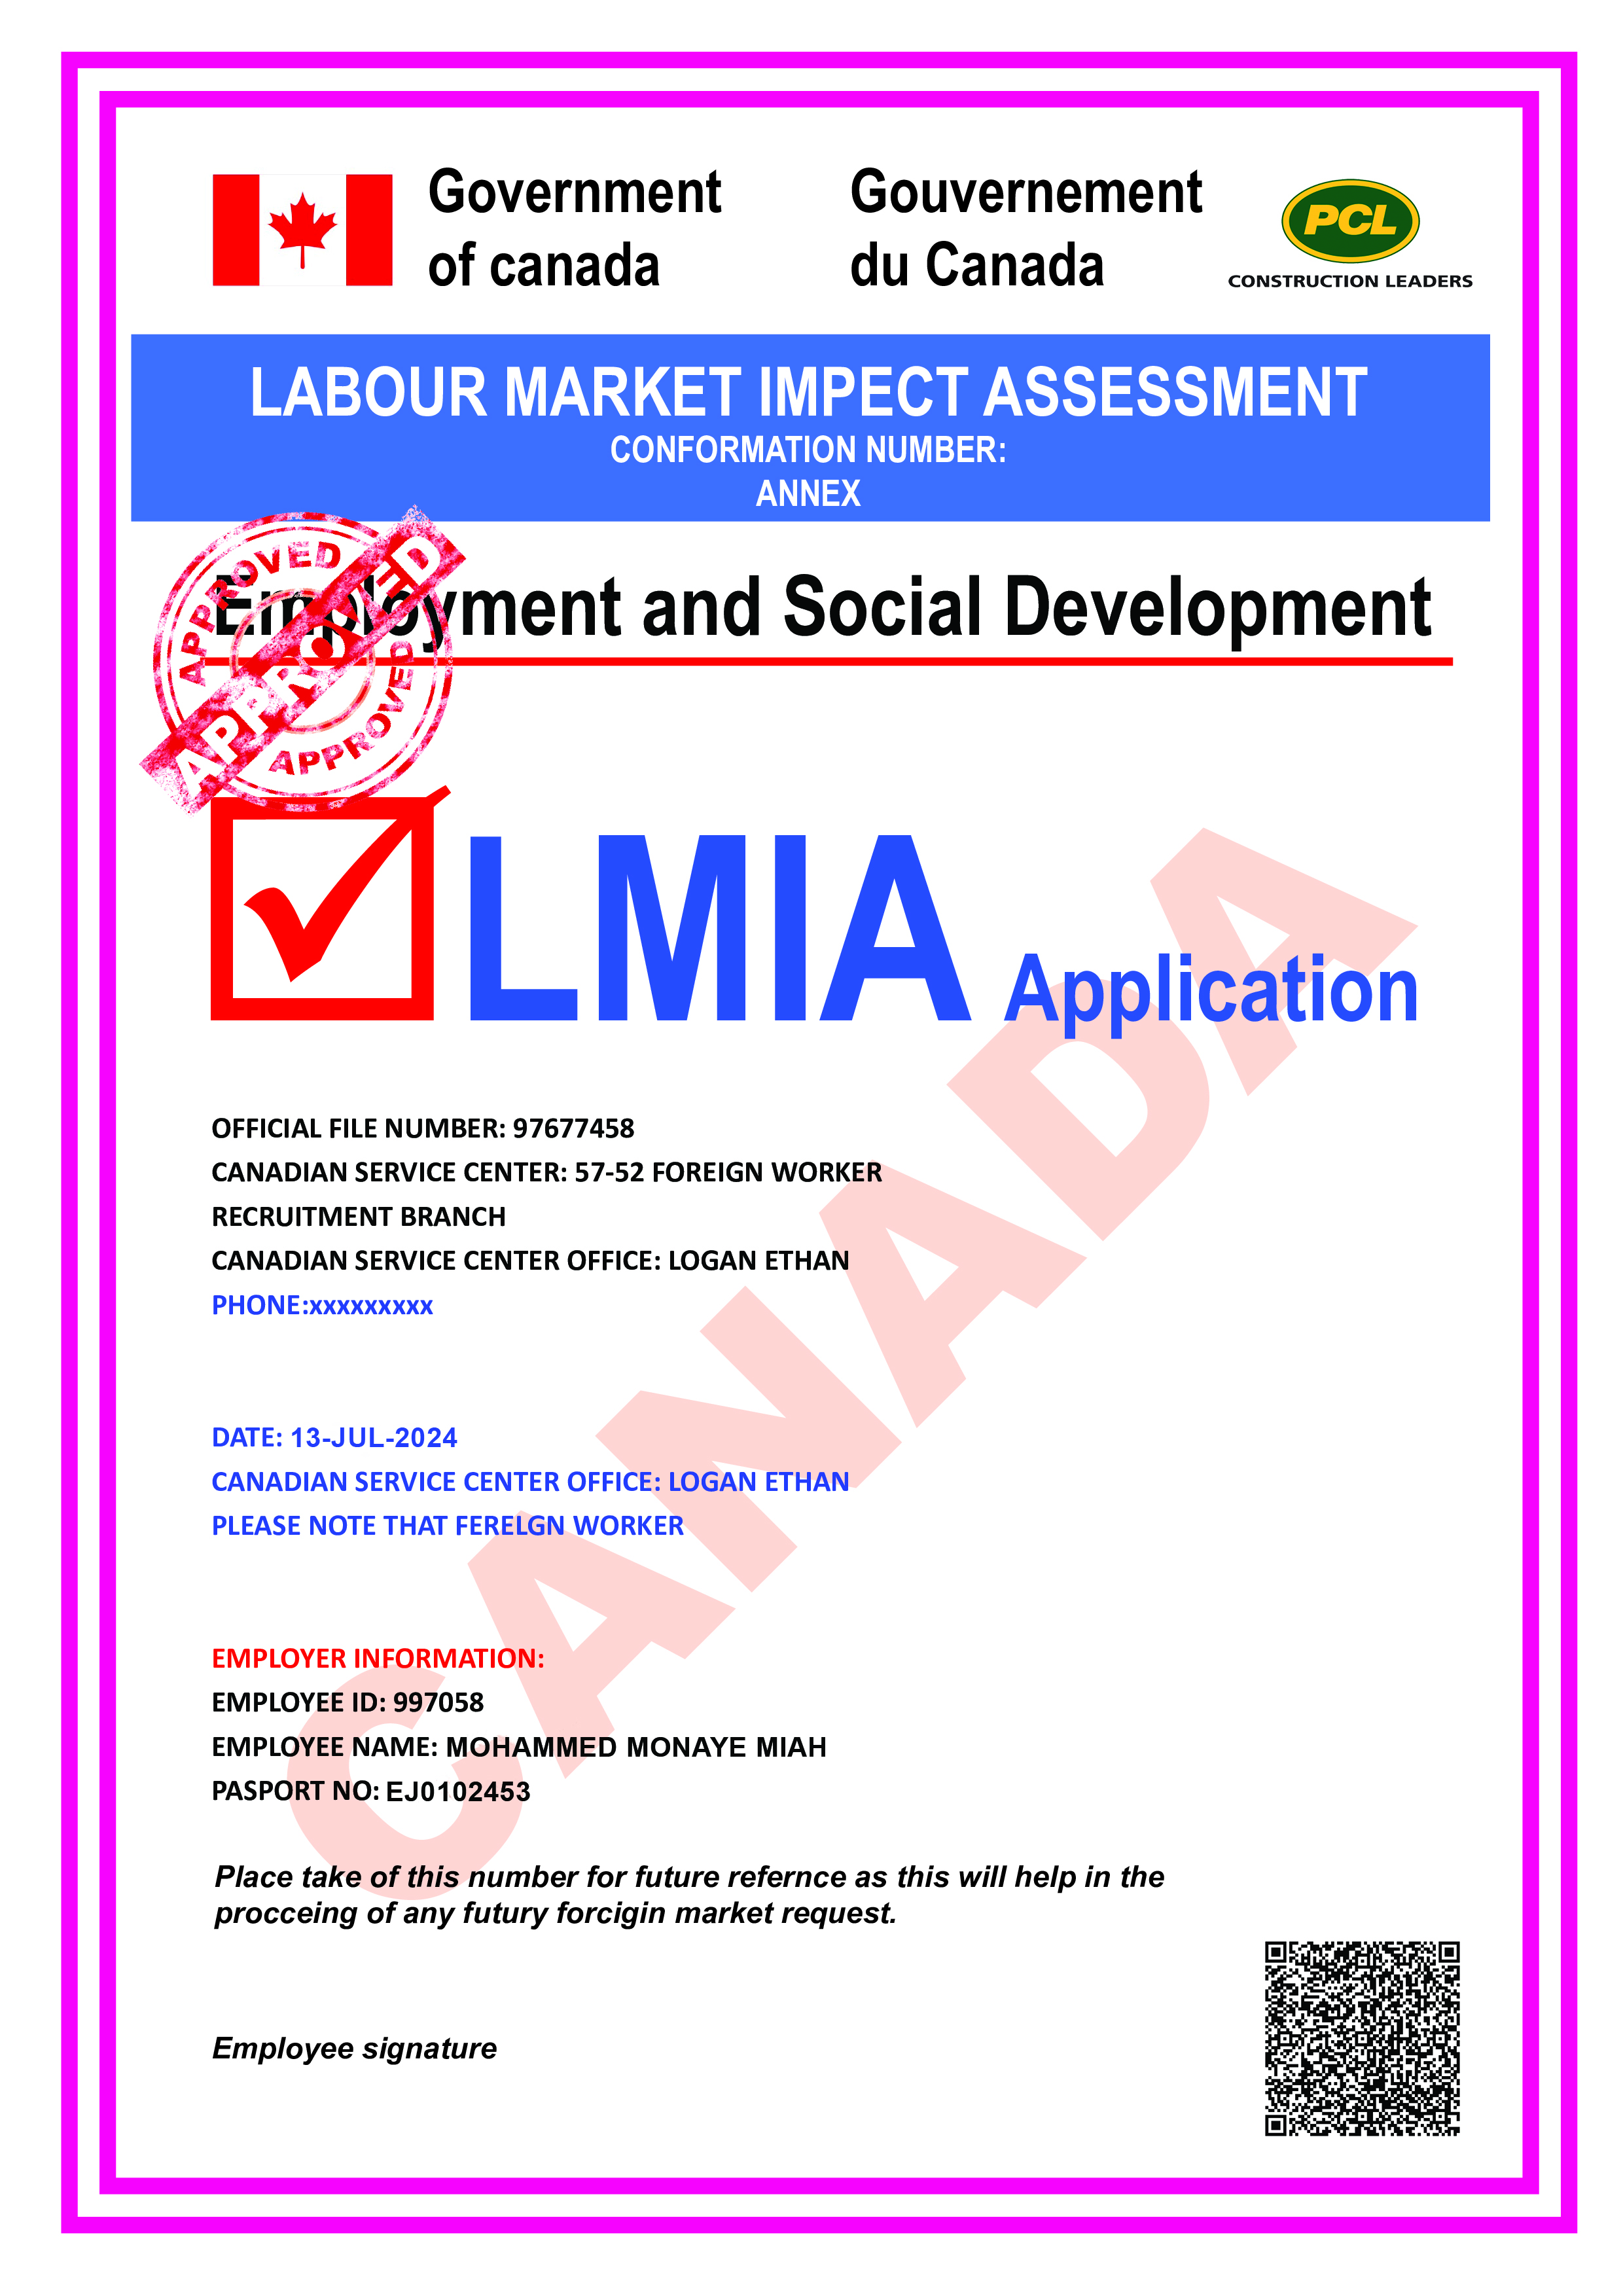 Government
of canada
Gouvernement
du Canada
PCL
CONSTRUCTION LEADERS
LABOUR MARKET IMPECT ASSESSMENT
CONFORMATION NUMBER:
ANNEX
APPROVED
APPROVED
APPROVED
Employment and Social Development
LMIA Application
CANADA
OFFICIAL FILE NUMBER: 97677458
CANADIAN SERVICE CENTER: 57-52 FOREIGN WORKER
RECRUITMENT BRANCH
CANADIAN SERVICE CENTER OFFICE: LOGAN ETHAN
PHONE:xxxxxxxxx
DATE: 13-JUL-2024
CANADIAN SERVICE CENTER OFFICE: LOGAN ETHAN
PLEASE NOTE THAT FERELGN WORKER
EMPLOYER INFORMATION:
EMPLOYEE ID: 997058
EMPLOYEE NAME: MOHAMMED MONAYE MIAH
PASPORT NO: EJ0102453
Place take of this number for future refernce as this will help in the
procceing of any futury forcigin market request.
Employee signature